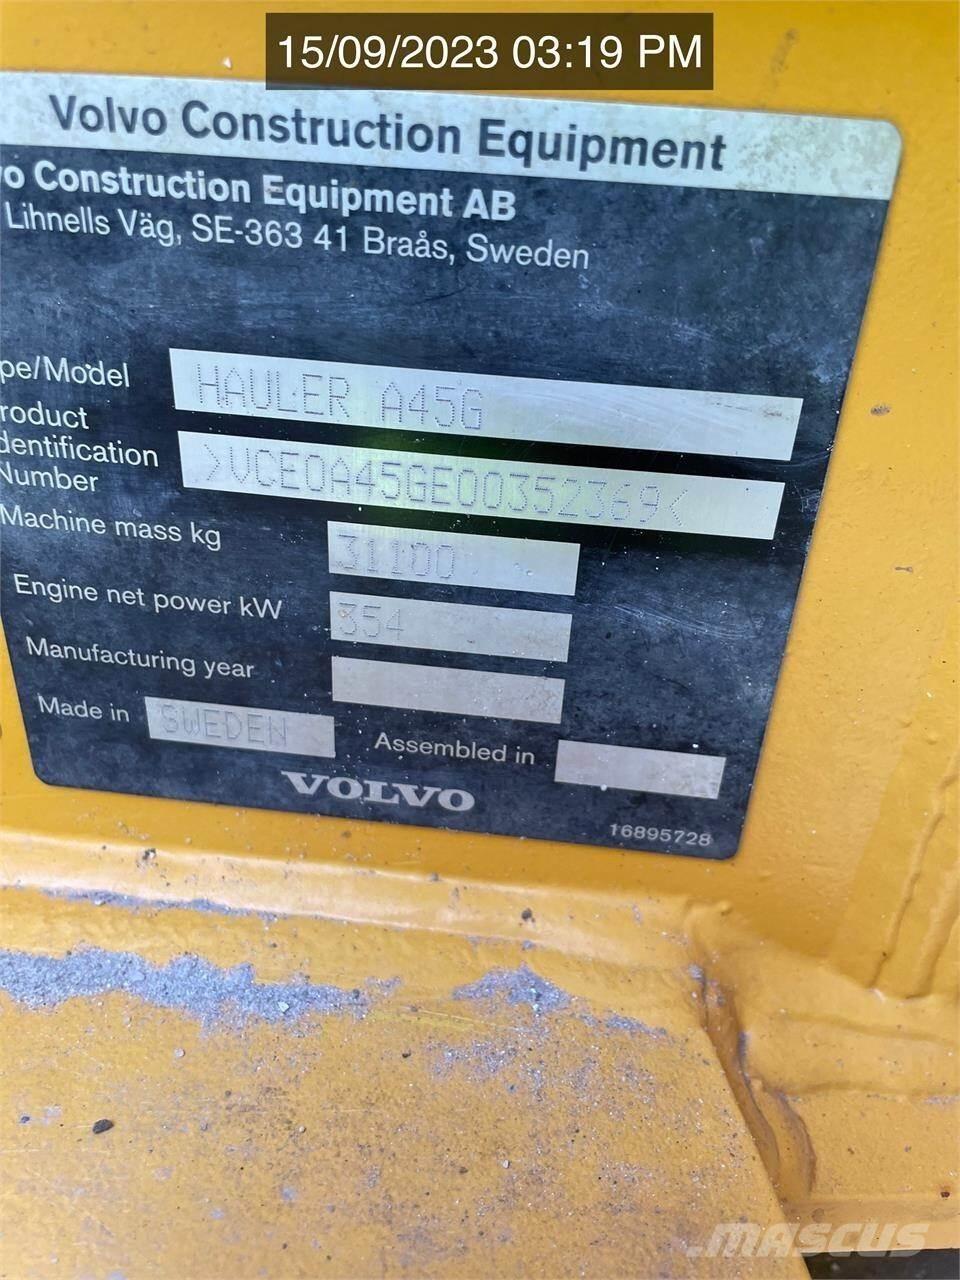 15/09/2023 03:19 PM
Volvo Construction Equipment
vo Construction Equipment AB
Lihnells Väg, SE-363 41 Braås, Sweden
pe/Model HAULER A45G
roduct
dentification >VCE0A45GE00352369<
Number
Machine mass kg 31100
Engine net power kW 354
Manufacturing year
Made in SWEDEN Assembled in
VOLVO
16895728
MASCUS